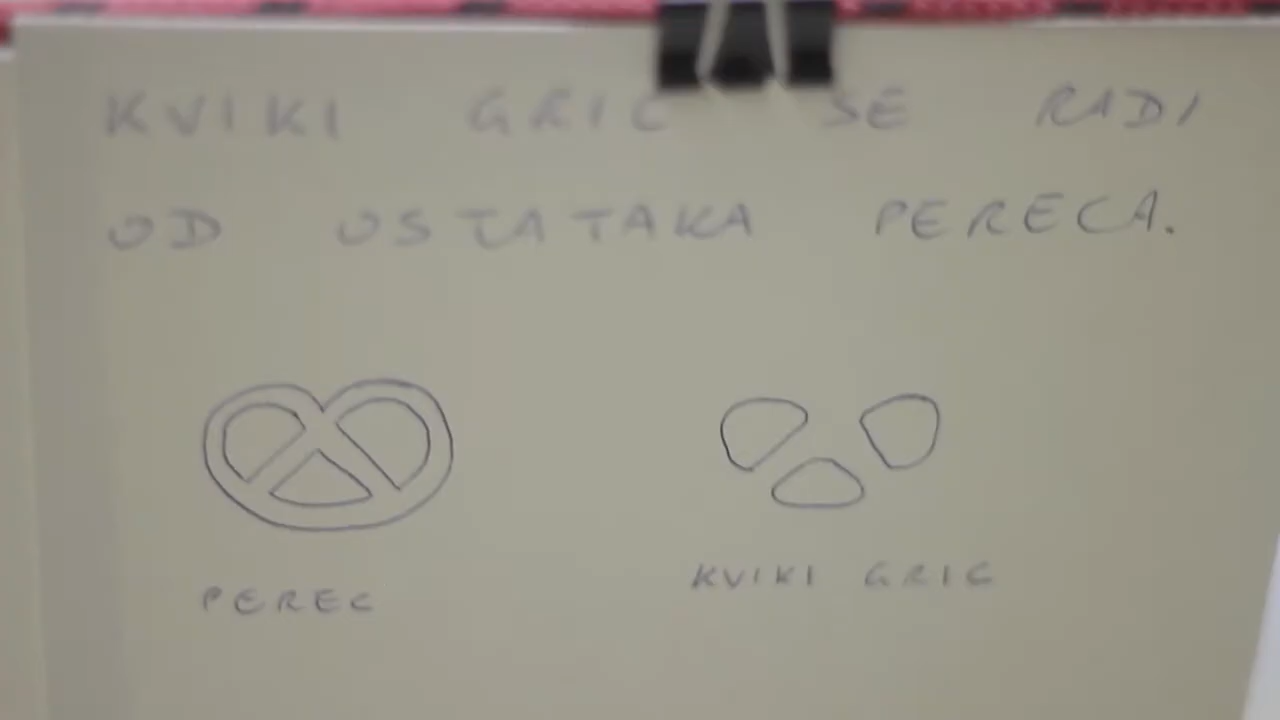 KVIKI GRIC SE RADI
OD OSTATAKA PERECA.
PEREC
KVIKI GRIC